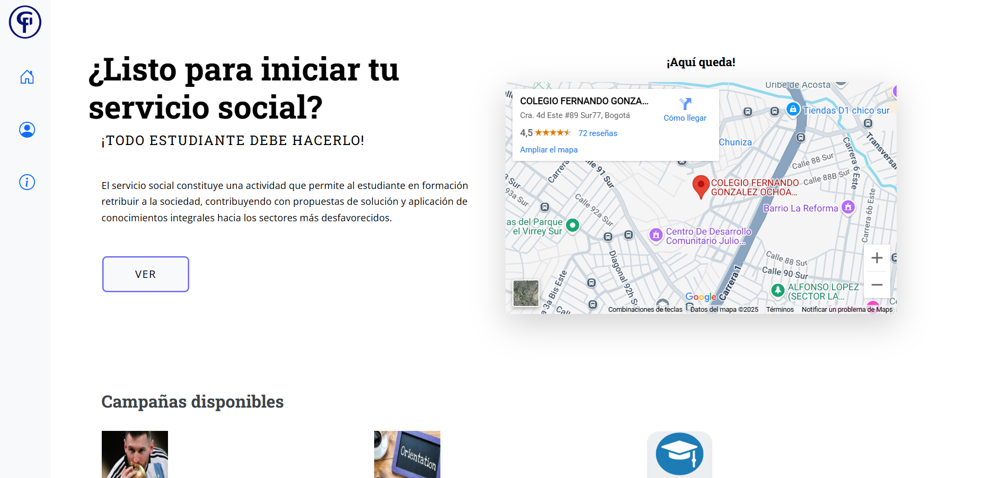 CFI
¿Listo para iniciar tu
servicio social?
¡TODO ESTUDIANTE DEBE HACERLO!
El servicio social constituye una actividad que permite al estudiante en formación
retribuir a la sociedad, contribuyendo con propuestas de solución y aplicación de
conocimientos integrales hacia los sectores más desfavorecidos.
VER
¡Aquí queda!
COLEGIO FERNANDO GONZA...
Cra. 4d Este #89 Sur77, Bogotá
4,5
72 reseñas
Ampliar el mapa
Cómo llegar
Uribe de Acosta
Tiendas D1 chico sur
Chuniza
Transversa
Carrera 6 Este
Calle 88 Sur
Calle 88B Sur
Carrera
lle 91 Sur
Sur
93a Sur
Calle 92a Sur
COLEGIO FERNANDO
GONZALEZ OCHOA...
Barrio La Reforma
Carrera 6b Este
as del Parque
el Virrey Sur
Centro De Desarrollo
Comunitario Julio...
Diagonal 92h S
Calle 88 Sur
Calle 90 Sur
Carrera 1
3a Bis Este
Calle
ALFONSO LOPEZ
(SECTOR LA...
Google
Combinaciones de teclas
Datos del mapa ©2025
Términos
Notificar un problema de Maps
Campañas disponibles
Orientation